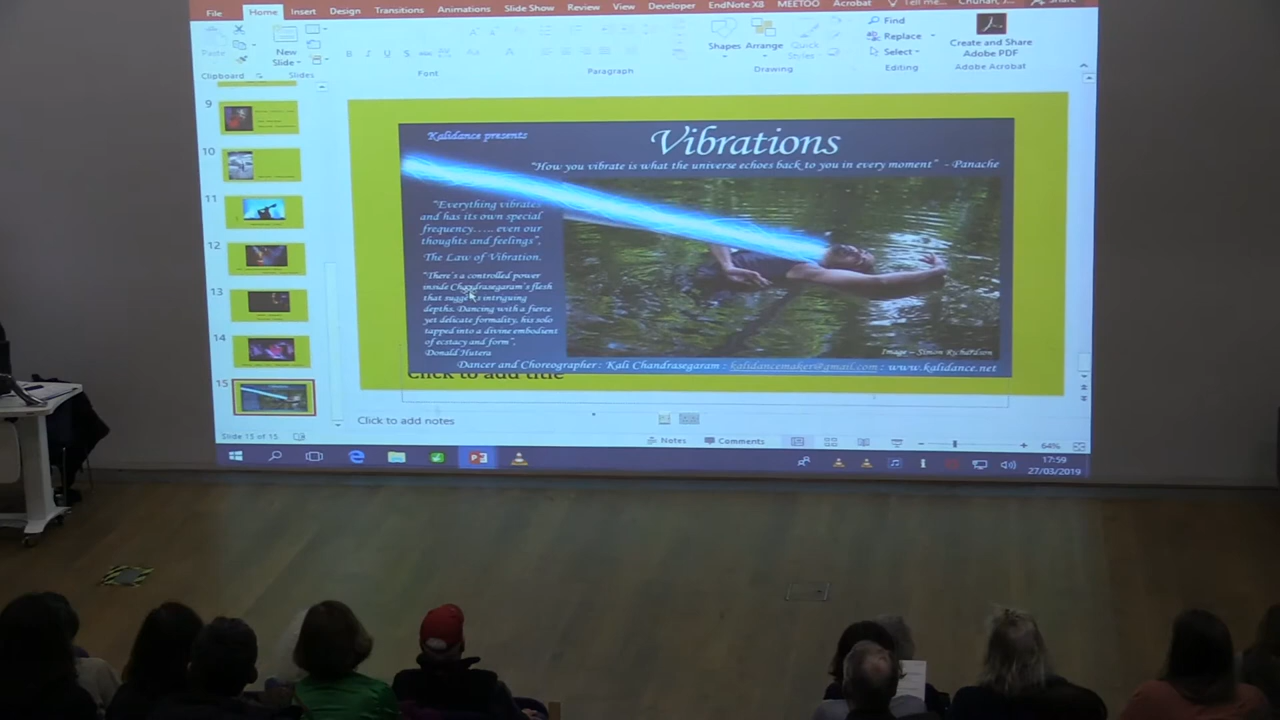 File Home Insert Design Transitions Animations Slide Show Review View Developer EndNote X8 MEETOO Acrobat Tell me... Share
Paste
New
Slide
Clipboard Slides Font Paragraph
Shapes Arrange Quick
Styles
Drawing
Find
Replace
Select
Editing
Create and Share
Adobe PDF
Adobe Acrobat
9
10
11
12
13
14
15
Kalidance presents
Vibrations
"How you vibrate is what the universe echoes back to you in every moment" - Panache
"Everything vibrates
and has its own special
frequency..... even our
thoughts and feelings",
The Law of Vibration.
"There's a controlled power
inside Chandrasegaram's flesh
that suggests intriguing
depths. Dancing with a fierce
yet delicate formality, his solo
tapped into a divine embodient
of ecstacy and form",
Donald Hutera
Image - Simon Richardson
Dancer and Choreographer : Kali Chandrasegaram : kalidancemaker@gmail.com : www.kalidance.net
Click to add title
Click to add notes
Slide 15 of 15
Notes Comments
64%
17:59
27/03/2019